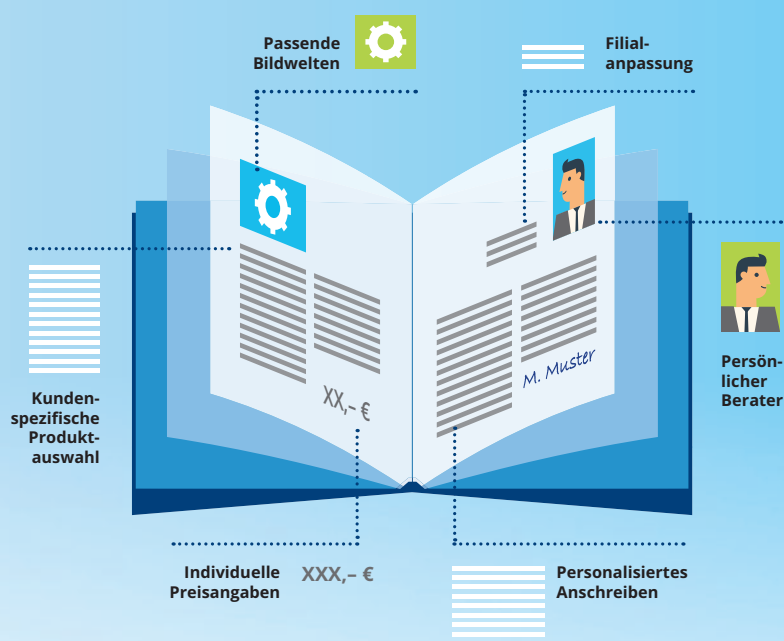 Passende
Bildwelten
Filial-
anpassung
Kunden-
spezifische
Produkt-
auswahl
XX,- €
M. Muster
Persön-
licher
Berater
Individuelle
Preisangaben
XXX,– €
Personalisiertes
Anschreiben